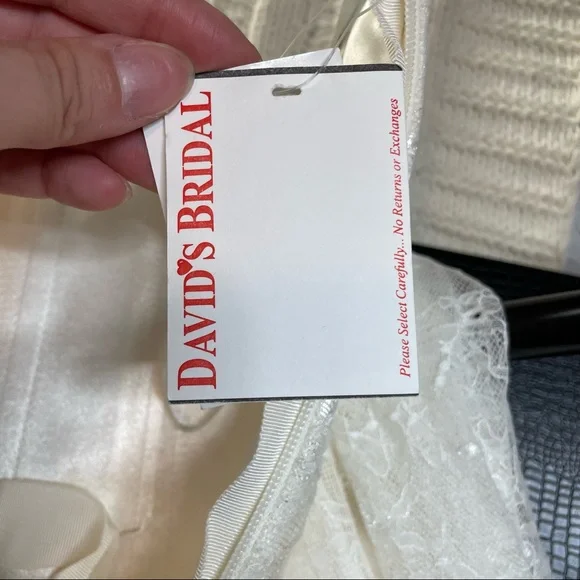 DAVID'S BRIDAL
Please Select Carefully... No Returns or Exchanges